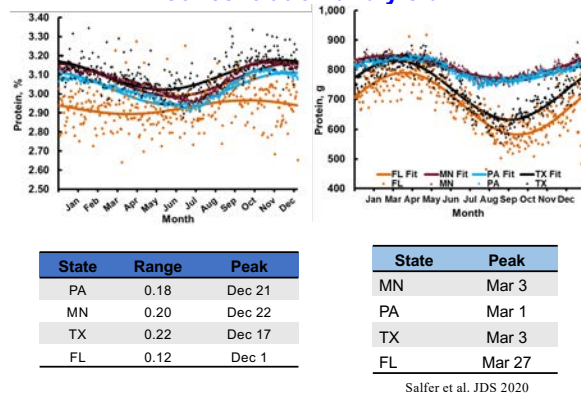 3.40
3.30
3.20
3.10
3.00
2.90
2.80
2.70
2.60
2.50
Protein, %
Jan Feb Mar Apr May Jun Jul Aug Sep Oct Nov Dec
Month
1,000
900
800
700
600
500
400
Protein, g
FL Fit MN Fit PA Fit TX Fit
FL MN PA TX
Jan Mar Apr May Jun Jul Aug Sep Oct Nov Dec
Month
State Range Peak
PA 0.18 Dec 21
MN 0.20 Dec 22
TX 0.22 Dec 17
FL 0.12 Dec 1
State Peak
MN Mar 3
PA Mar 1
TX Mar 3
FL Mar 27
Salfer et al. JDS 2020